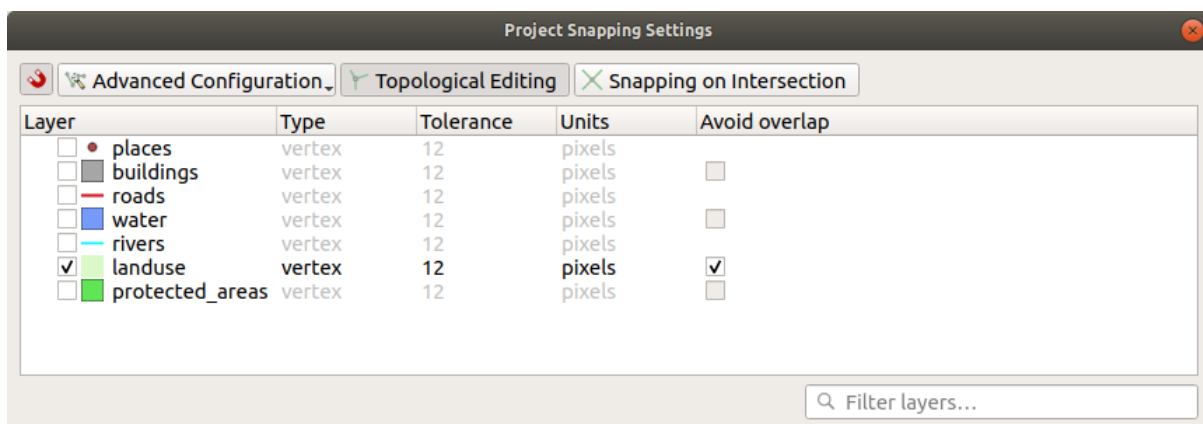 Project Snapping Settings
Advanced Configuration Topological Editing Snapping on Intersection
Layer Type Tolerance Units Avoid overlap
places vertex 12 pixels
buildings vertex 12 pixels
roads vertex 12 pixels
water vertex 12 pixels
rivers vertex 12 pixels
landuse vertex 12 pixels
protected_areas vertex 12 pixels
Filter layers...